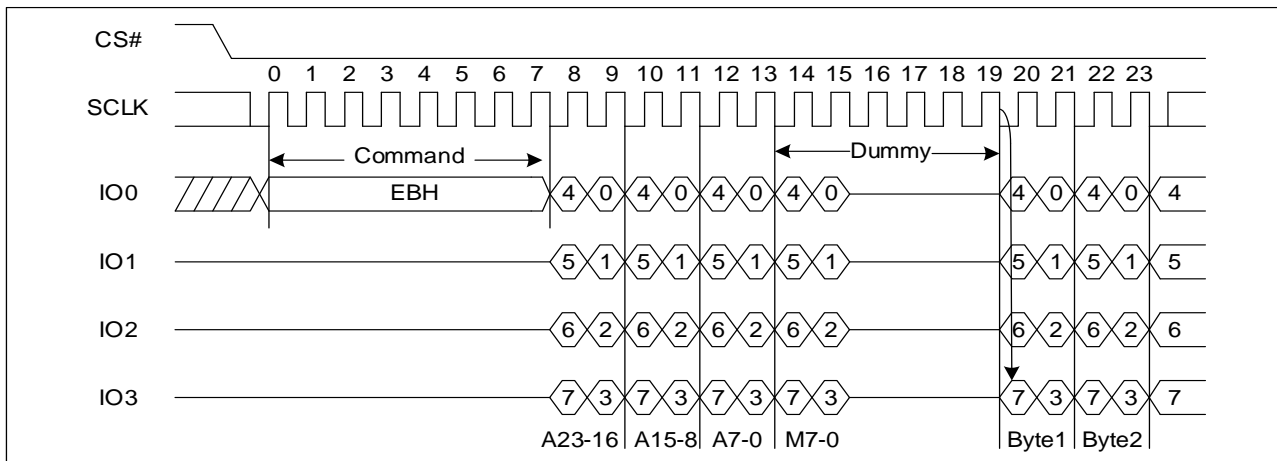 CS#
0 1 2 3 4 5 6 7 8 9 10 11 12 13 14 15 16 17 18 19 20 21 22 23
SCLK
Command Dummy
IO0 EBH 4 0 4 0 4 0 4 0 4 0 4 0 4
IO1 5 1 5 1 5 1 5 1 5 1 5 1 5
IO2 6 2 6 2 6 2 6 2 6 2 6 2 6
IO3 7 3 7 3 7 3 7 3 7 3 7 3 7
A23-16 A15-8 A7-0 M7-0 Byte1 Byte2